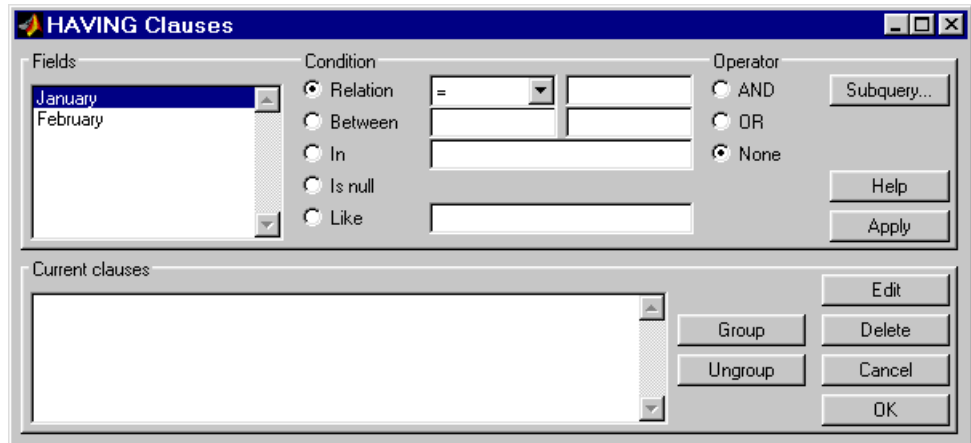 HAVING Clauses
Fields
January
February
Condition
Relation
=
Between
In
Is null
Like
Operator
AND
OR
None
Subquery...
Help
Apply
Current clauses
Group
Ungroup
Edit
Delete
Cancel
OK